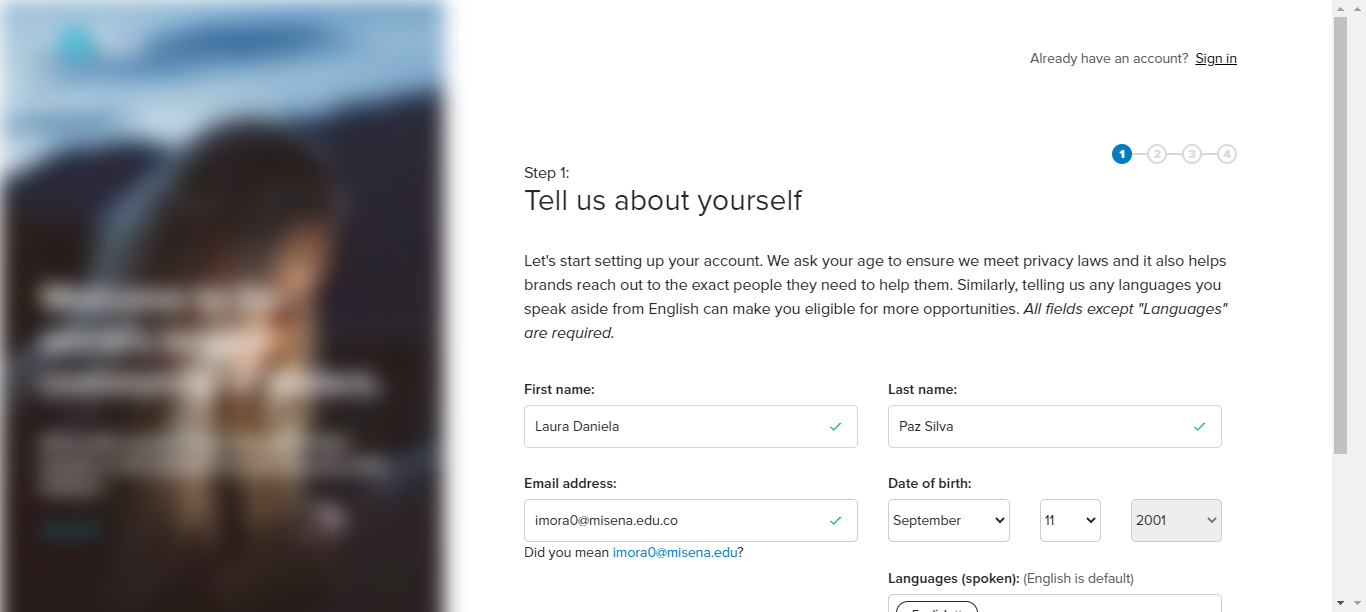 Already have an account? Sign in
1 2 3 4
Step 1:
Tell us about yourself
Let's start setting up your account. We ask your age to ensure we meet privacy laws and it also helps
brands reach out to the exact people they need to help them. Similarly, telling us any languages you
speak aside from English can make you eligible for more opportunities. All fields except "Languages"
are required.
First name: Last name:
Laura Daniela Paz Silva
Email address: Date of birth:
imora0@misena.edu.co September 11 2001
Did you mean imora0@misena.edu?
Languages (spoken): (English is default)